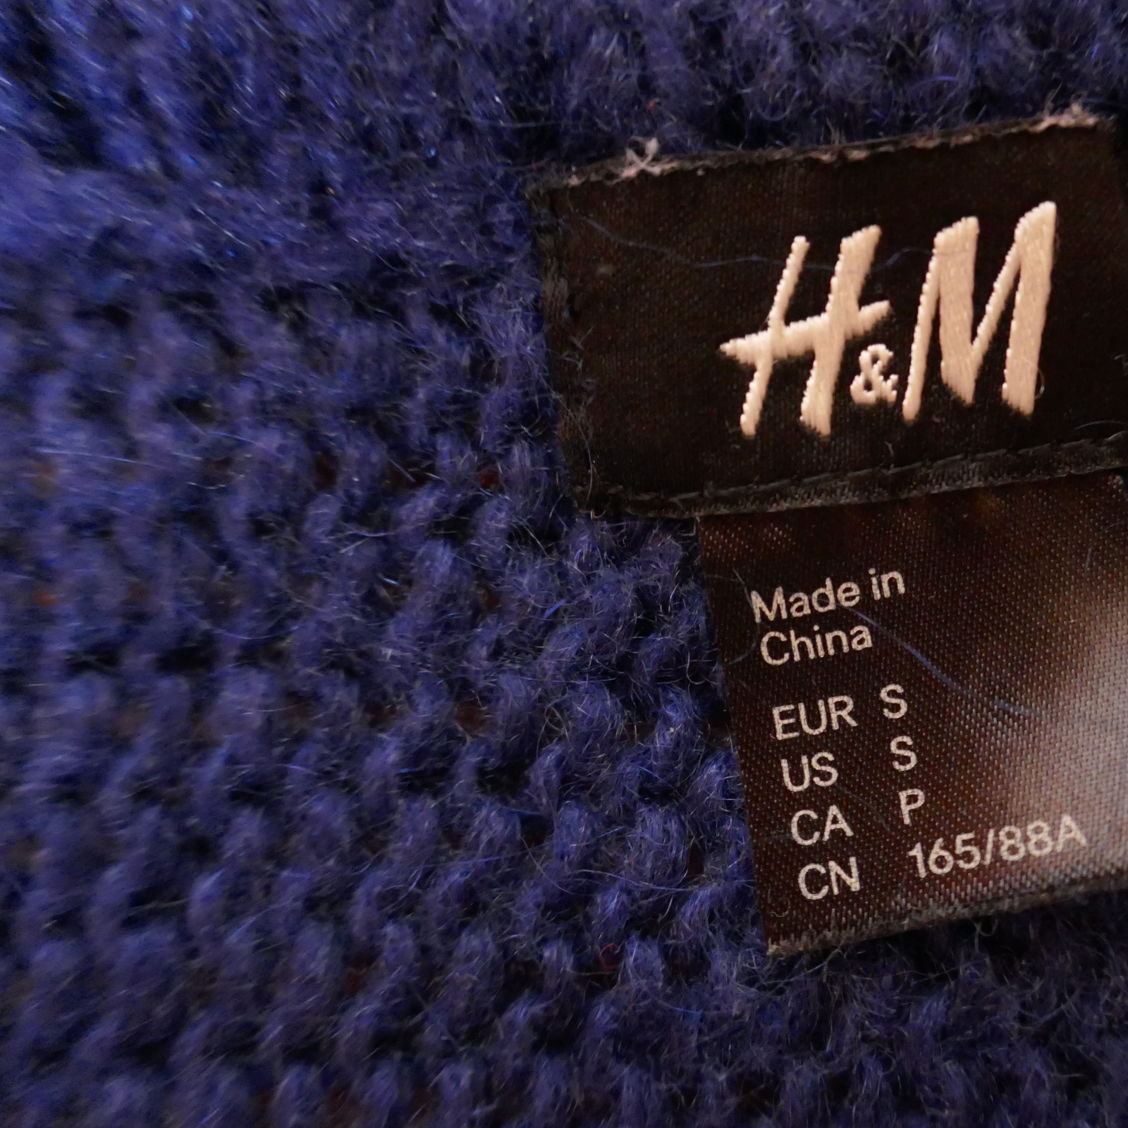 H&M
Made in
China
EUR S
US S
CA P
CN 165/88A